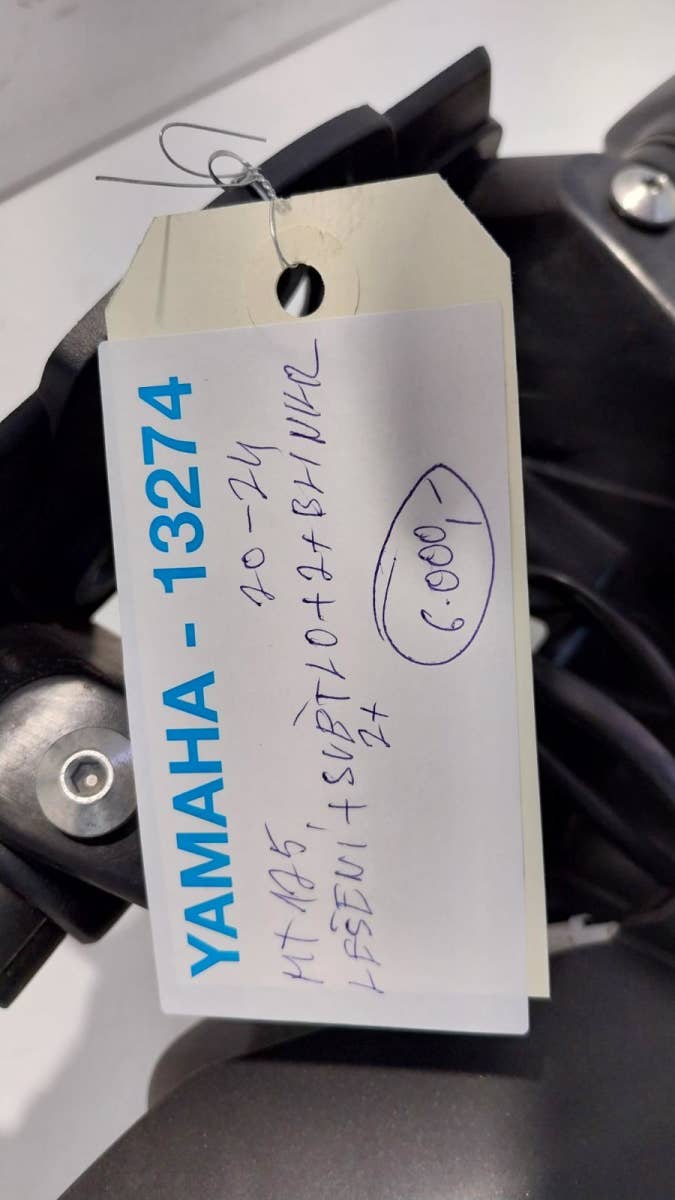 YAMAHA - 13274
MT 125 20-24
LEŠENÍ + SVĚTLO + 2+ BLINKR
2+
6.000,-